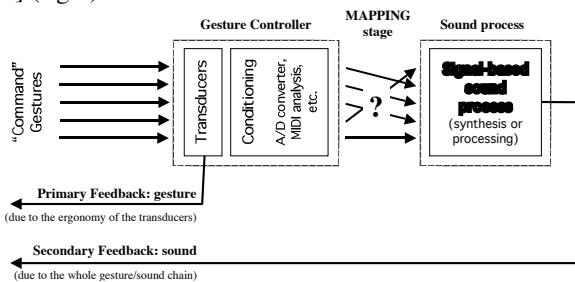 ] (fig. )
Gesture Controller
MAPPING
stage
Sound process
“Command”
Gestures
Transducers
Conditioning
A/D converter,
MIDI analysis,
etc.
?
Signal-based
sound
process
(synthesis or
processing)
Primary Feedback: gesture
(due to the ergonomy of the transducers)
Secondary Feedback: sound
(due to the whole gesture/sound chain)